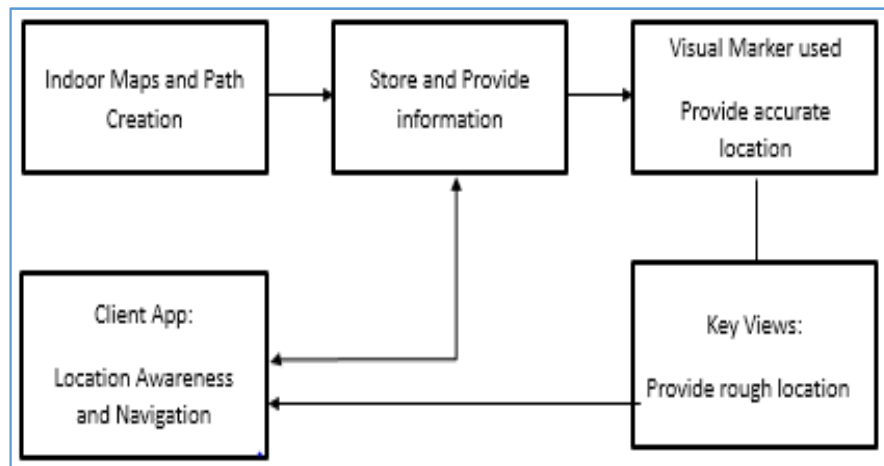 Indoor Maps and Path
Creation
Store and Provide
information
Visual Marker used
Provide accurate
location
Client App:
Location Awareness
and Navigation
Key Views:
Provide rough location